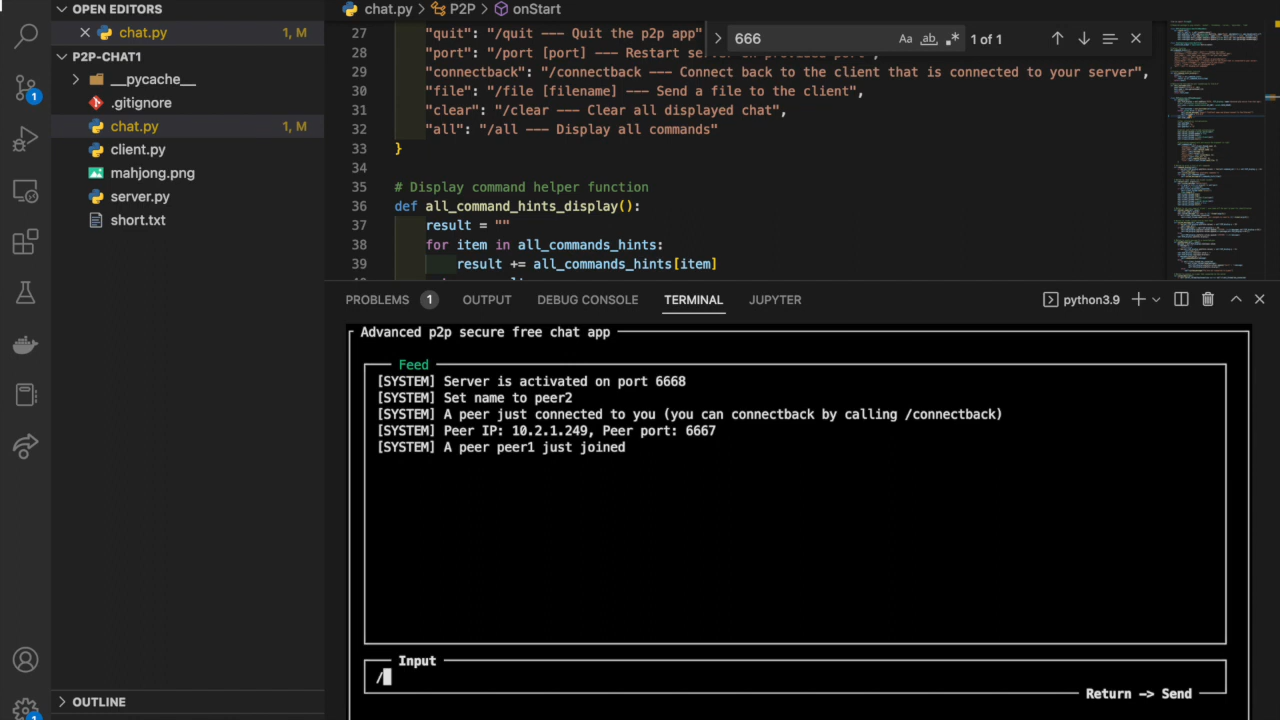 OPEN EDITORS
chat.py 1, M
P2P-CHAT1
__pycache__
.gitignore
chat.py 1, M
client.py
mahjong.png
server.py
short.txt
OUTLINE
1
1
chat.py > P2P > onStart
666 Aa ab .* 1 of 1
27 "quit": "/quit --- Quit the p2p app"
28 "port": "/port [port] --- Restart
29 "connectback": "/connectback --- Connect back to the client that is connected to your server",
30 "file": "/file [filename] --- Send a file to the client",
31 "clear": "/clear --- Clear all displayed chat",
32 "all": "/all --- Display all commands"
33 }
34
35 # Display command helper function
36 def all_command_hints_display():
37 result = ""
38 for item in all_commands_hints:
39 result += all_commands_hints[item]
PROBLEMS 1 OUTPUT DEBUG CONSOLE TERMINAL JUPYTER python3.9
Advanced p2p secure free chat app
Feed
[SYSTEM] Server is activated on port 6668
[SYSTEM] Set name to peer2
[SYSTEM] A peer just connected to you (you can connectback by calling /connectback)
[SYSTEM] Peer IP: 10.2.1.249, Peer port: 6667
[SYSTEM] A peer peer1 just joined
Input
/
Return -> Send